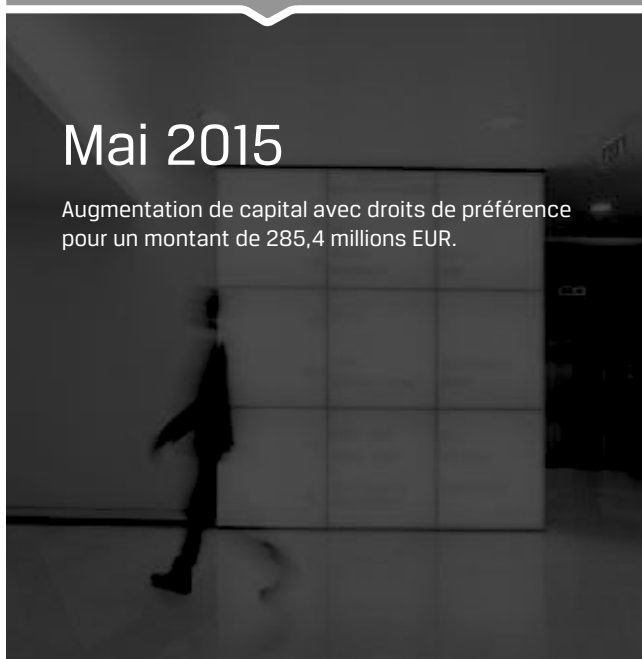 Mai 2015
Augmentation de capital avec droits de préférence
pour un montant de 285,4 millions EUR.